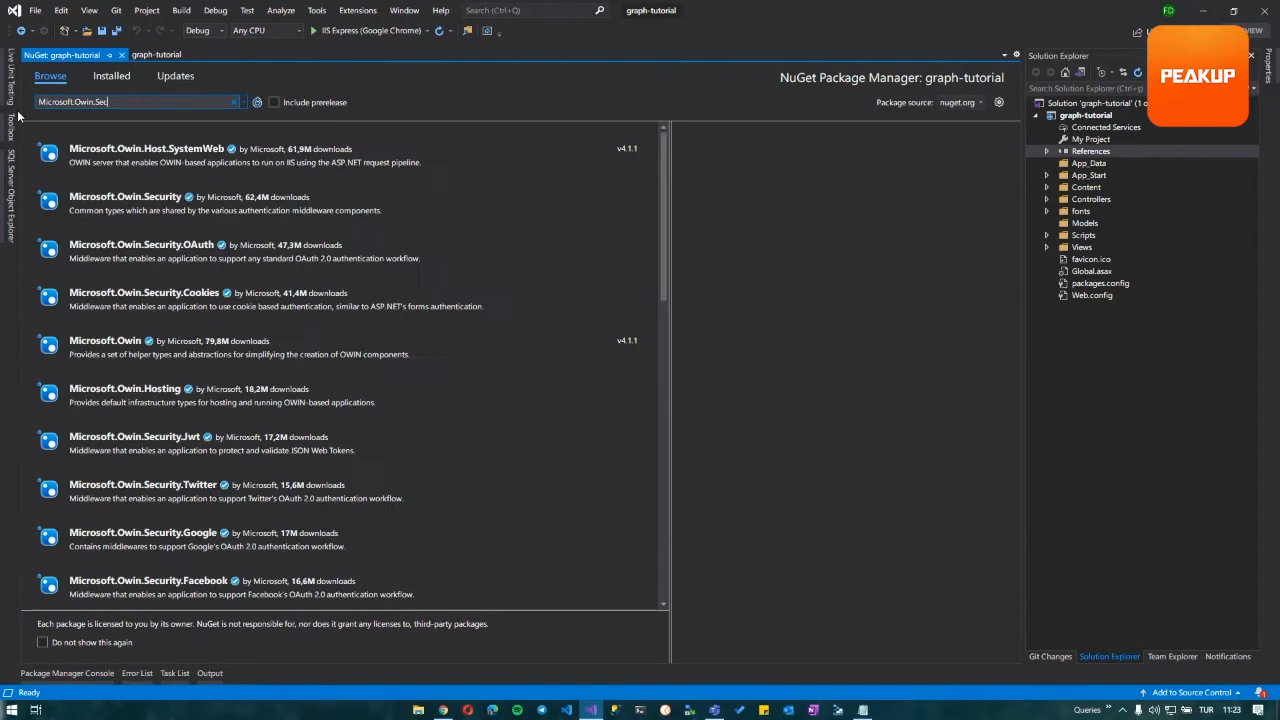 File Edit View Git Project Build Debug Test Analyze Tools Extensions Window Help Search (Ctrl+Q) graph-tutorial FD
Debug Any CPU IIS Express (Google Chrome)
PEAKUP
NuGet: graph-tutorial graph-tutorial
Solution Explorer
Browse Installed Updates
NuGet Package Manager: graph-tutorial
Microsoft.Owin.Sec Include prerelease
Package source: nuget.org
Microsoft.Owin.Host.SystemWeb by Microsoft, 61,9M downloads v4.1.1
OWIN server that enables OWIN-based applications to run on IIS using the ASP.NET request pipeline.
Microsoft.Owin.Security by Microsoft, 62,4M downloads
Common types which are shared by the various authentication middleware components.
Microsoft.Owin.Security.OAuth by Microsoft, 47,3M downloads
Middleware that enables an application to support any standard OAuth 2.0 authentication workflow.
Microsoft.Owin.Security.Cookies by Microsoft, 41,4M downloads
Middleware that enables an application to use cookie based authentication, similar to ASP.NET's forms authentication.
Microsoft.Owin by Microsoft, 79,8M downloads v4.1.1
Provides a set of helper types and abstractions for simplifying the creation of OWIN components.
Microsoft.Owin.Hosting by Microsoft, 18,2M downloads
Provides default infrastructure types for hosting and running OWIN-based applications.
Microsoft.Owin.Security.Jwt by Microsoft, 17,2M downloads
Middleware that enables an application to protect and validate JSON Web Tokens.
Microsoft.Owin.Security.Twitter by Microsoft, 15,6M downloads
Middleware that enables an application to support Twitter's OAuth 2.0 authentication workflow.
Microsoft.Owin.Security.Google by Microsoft, 17M downloads
Contains middlewares to support Google's OAuth 2.0 authentication workflow.
Microsoft.Owin.Security.Facebook by Microsoft, 16,6M downloads
Middleware that enables an application to support Facebook's OAuth 2.0 authentication workflow.
Each package is licensed to you by its owner. NuGet is not responsible for, nor does it grant any licenses to, third-party packages.
Do not show this again
Live Unit Testing
Toolbox
SQL Server Object Explorer
Properties
Search Solution Explorer (Ctrl+ş)
Solution 'graph-tutorial' (1
graph-tutorial
Connected Services
My Project
References
App_Data
App_Start
Content
Controllers
fonts
Models
Scripts
Views
favicon.ico
Global.asax
packages.config
Web.config
Git Changes Solution Explorer Team Explorer Notifications
Package Manager Console Error List Task List Output
Ready
Add to Source Control 1
Queries TUR 11:23